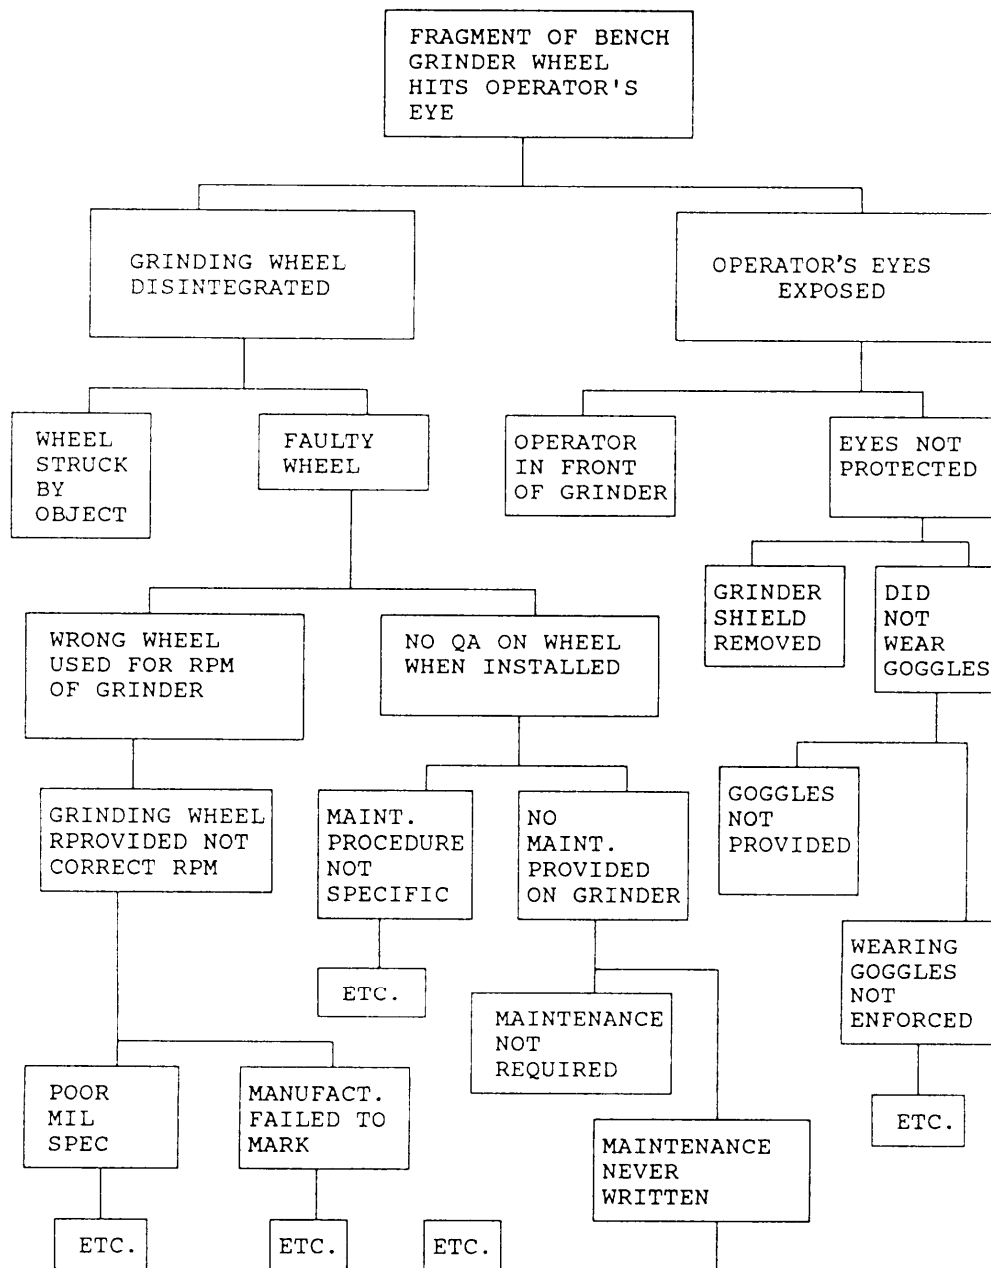 FRAGMENT OF BENCH
GRINDER WHEEL
HITS OPERATOR'S
EYE
GRINDING WHEEL
DISINTEGRATED
OPERATOR'S EYES
EXPOSED
WHEEL
STRUCK
BY
OBJECT
FAULTY
WHEEL
OPERATOR
IN FRONT
OF GRINDER
EYES NOT
PROTECTED
GRINDER
SHIELD
REMOVED
DID
NOT
WEAR
GOGGLES
WRONG WHEEL
USED FOR RPM
OF GRINDER
NO QA ON WHEEL
WHEN INSTALLED
GRINDING WHEEL
RPROVIDED NOT
CORRECT RPM
MAINT.
PROCEDURE
NOT
SPECIFIC
NO
MAINT.
PROVIDED
ON GRINDER
GOGGLES
NOT
PROVIDED
WEARING
GOGGLES
NOT
ENFORCED
ETC.
MAINTENANCE
NOT
REQUIRED
POOR
MIL
SPEC
MANUFACT.
FAILED TO
MARK
MAINTENANCE
NEVER
WRITTEN
ETC.
ETC.
ETC.
ETC.